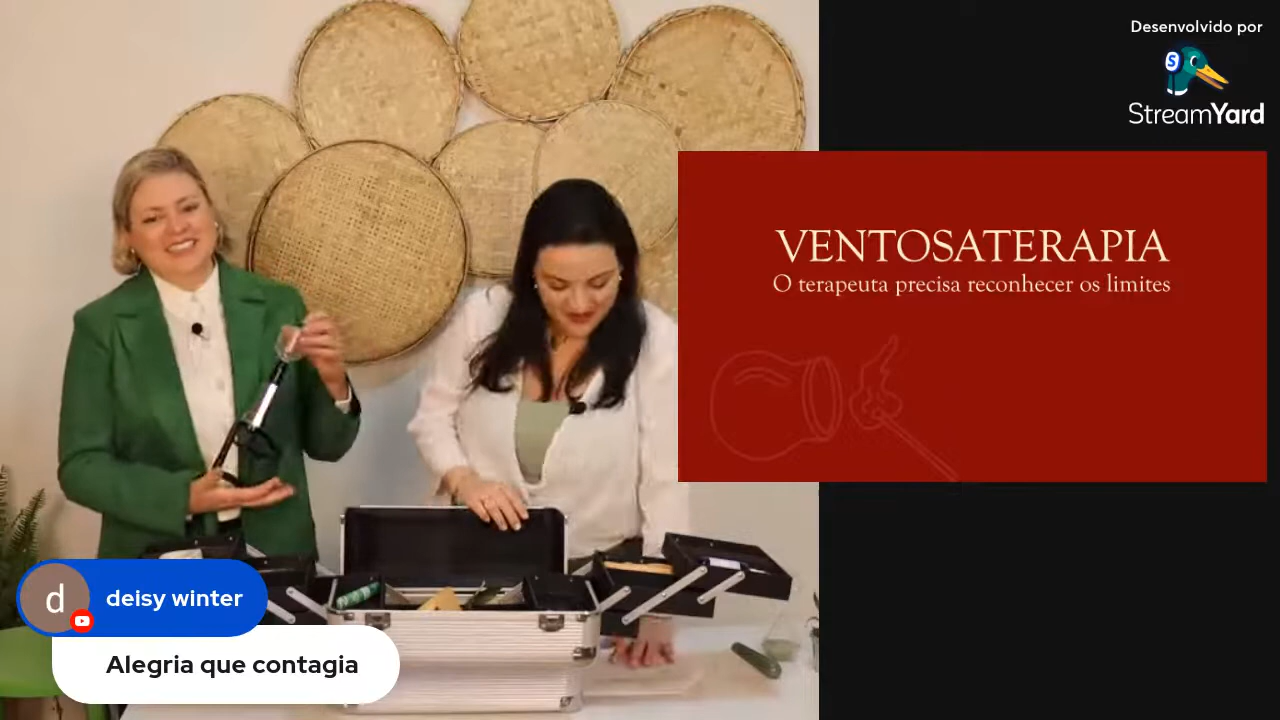 Desenvolvido por
S
StreamYard
VENTOSATERAPIA
O terapeuta precisa reconhecer os limites
d
deisy winter
Alegria que contagia